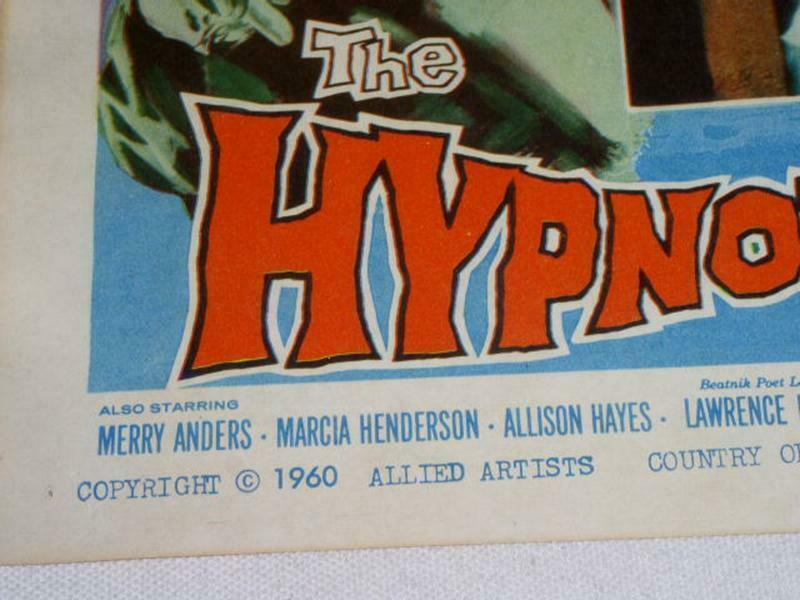 The
HYPNO
ALSO STARRING
Beatnik Poet
MERRY ANDERS · MARCIA HENDERSON · ALLISON HAYES · LAWRENCE
COPYRIGHT © 1960 ALLIED ARTISTS COUNTRY